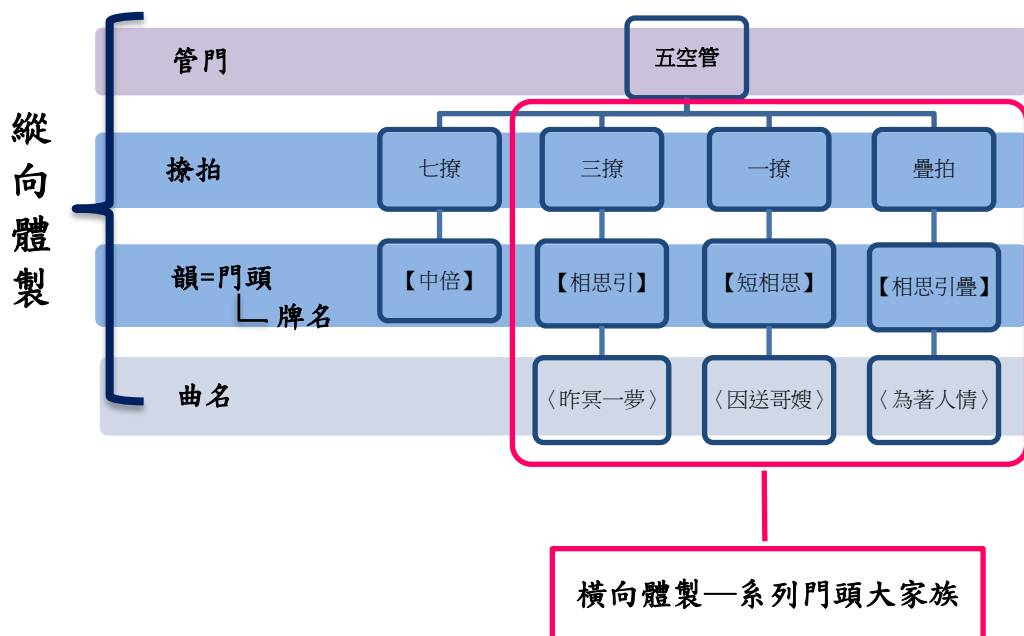 縱向體製
管門
五空管
撩拍
七撩
三撩
一撩
疊拍
韻=門頭
牌名
【中倍】
【相思引】
【短相思】
【相思引疊】
曲名
〈昨冥一夢〉
〈因送哥嫂〉
〈為著人情〉
橫向體製—系列門頭大家族